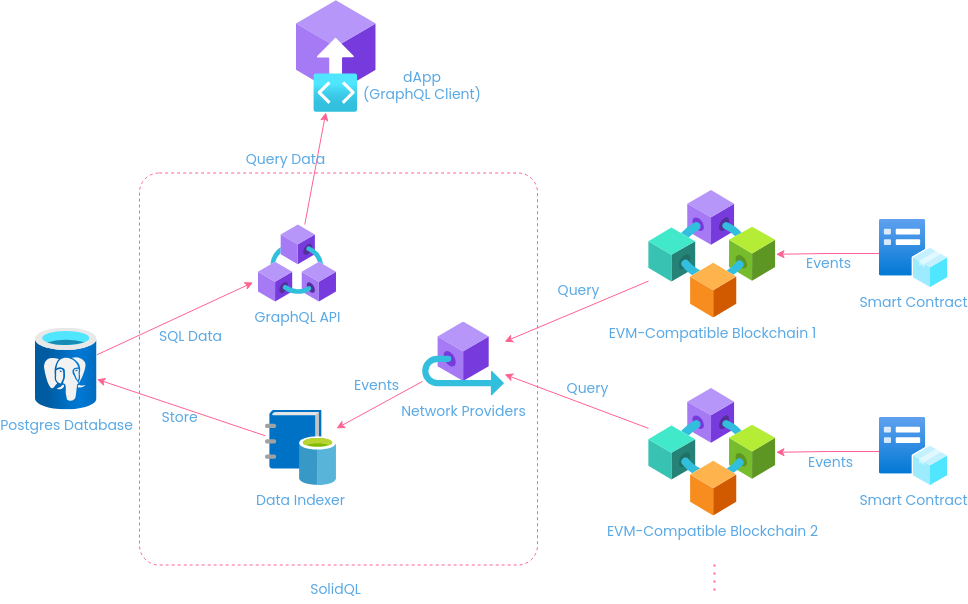 dApp
(GraphQL Client)
Query Data
Events
Smart Contract
Query
EVM-Compatible Blockchain 1
GraphQL API
SQL Data
Postgres Database
Store
Events
Network Providers
Query
Data Indexer
Events
Smart Contract
EVM-Compatible Blockchain 2
SolidQL